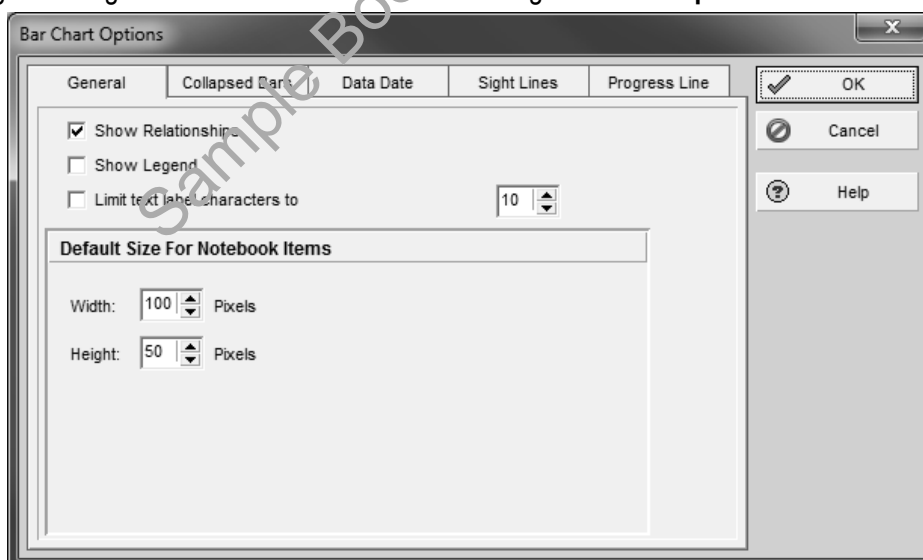 Bar Chart Options
General Collapsed Bars Data Date Sight Lines Progress Line
OK
Show Relationships
Cancel
Show Legend
Limit text label characters to 10
Help
Default Size For Notebook Items
Width: 100 Pixels
Height: 50 Pixels
Sample